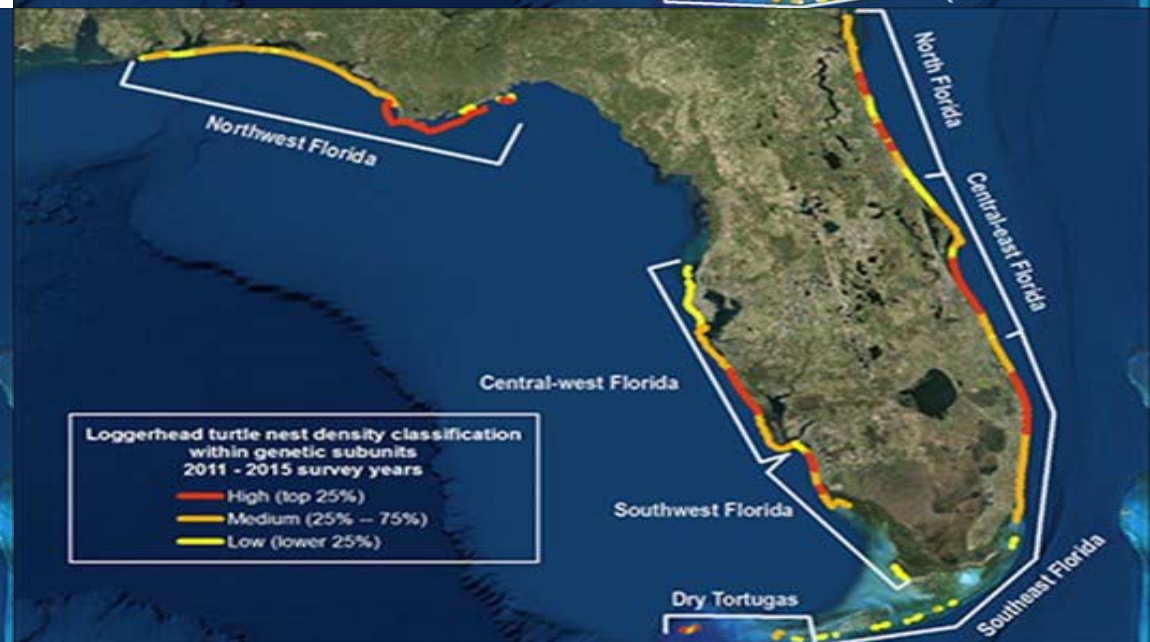 North Florida
Northwest Florida
Central-east Florida
Central-west Florida
Loggerhead turtle nest density classification
within genetic subunits
2011 - 2015 survey years
High (top 25%)
Medium (25% – 75%)
Low (lower 25%)
Southwest Florida
Southeast Florida
Dry Tortugas